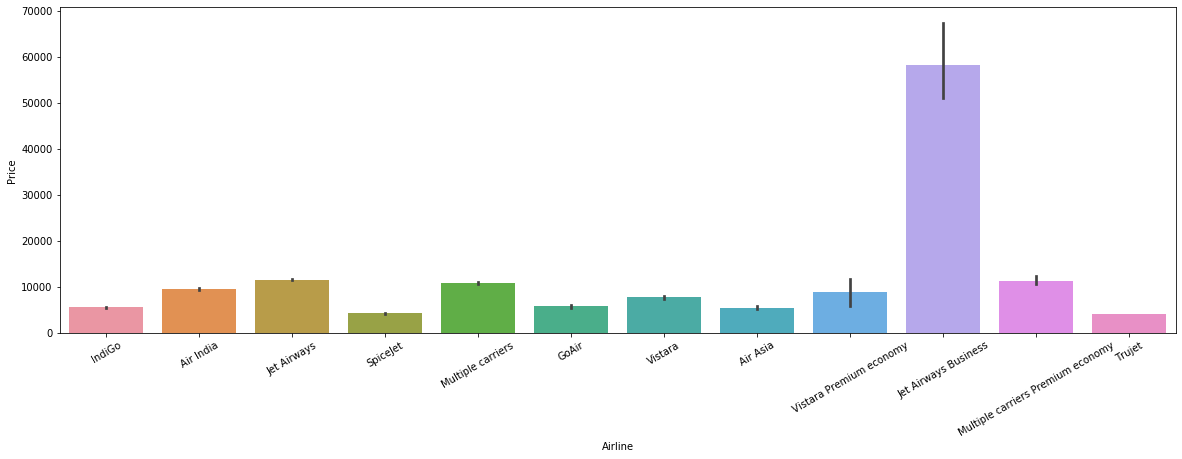 70000
60000
50000
40000
30000
20000
10000
0
Price
IndiGo
Air India
Jet Airways
SpiceJet
Multiple carriers
GoAir
Vistara
Air Asia
Vistara Premium economy
Jet Airways Business
Multiple carriers Premium economy
Trujet
Airline